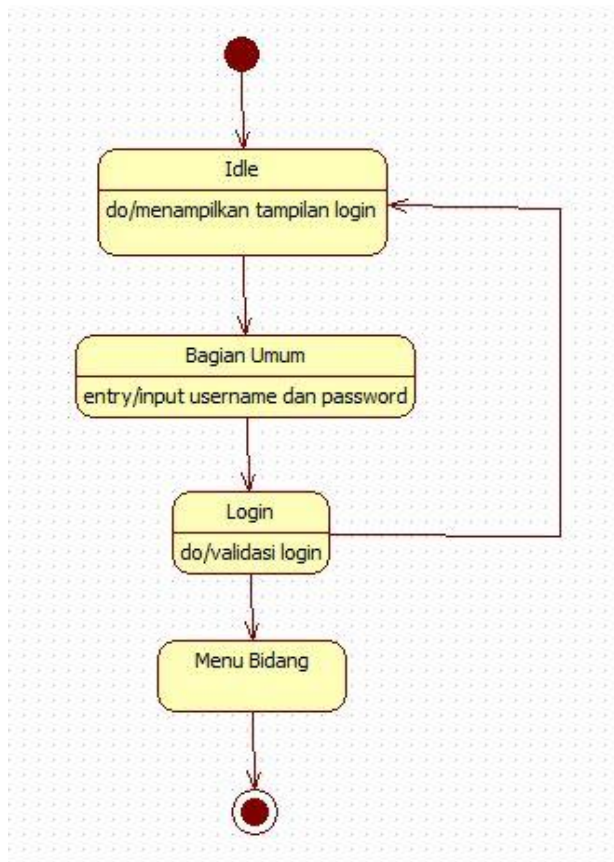 Idle
do/menampilkan tampilan login
Bagian Umum
entry/input username dan password
Login
do/validasi login
Menu Bidang